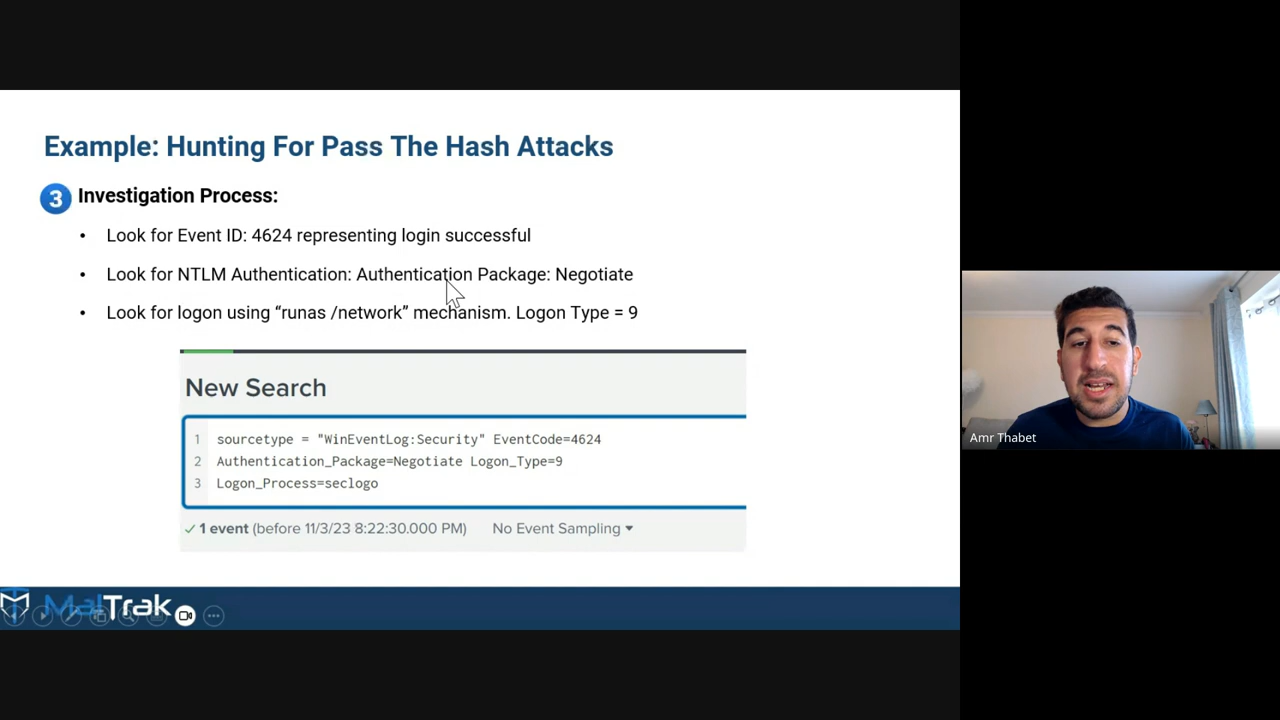 Example: Hunting For Pass The Hash Attacks
3 Investigation Process:
• Look for Event ID: 4624 representing login successful
• Look for NTLM Authentication: Authentication Package: Negotiate
• Look for logon using “runas /network” mechanism. Logon Type = 9
New Search
1 sourcetype = "WinEventLog:Security" EventCode=4624
2 Authentication_Package=Negotiate Logon_Type=9
3 Logon_Process=seclogo
✓ 1 event (before 11/3/23 8:22:30.000 PM) No Event Sampling ▾
MalTrak
Amr Thabet